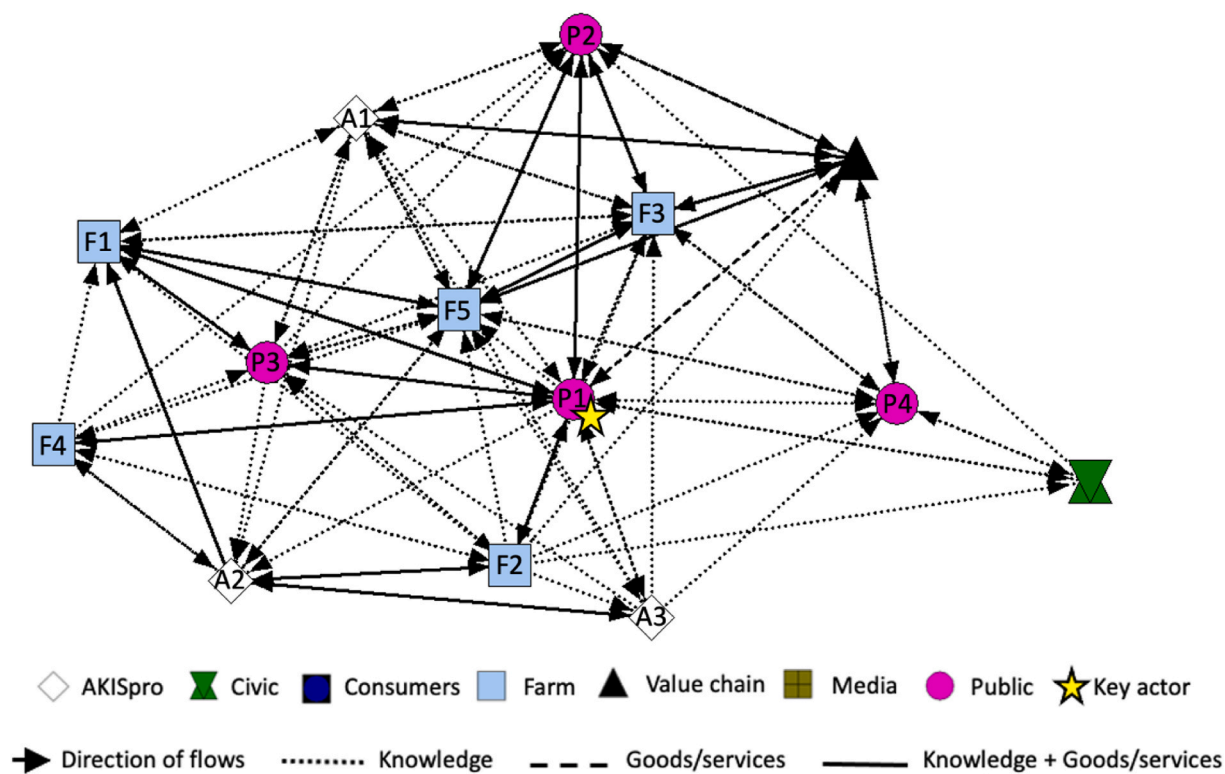 P2
A1
F3
F1
F5
P3
P1
P4
F4
F2
A2
A3
AKISpro Civic Consumers Farm Value chain Media Public Key actor
Direction of flows Knowledge Goods/services Knowledge + Goods/services